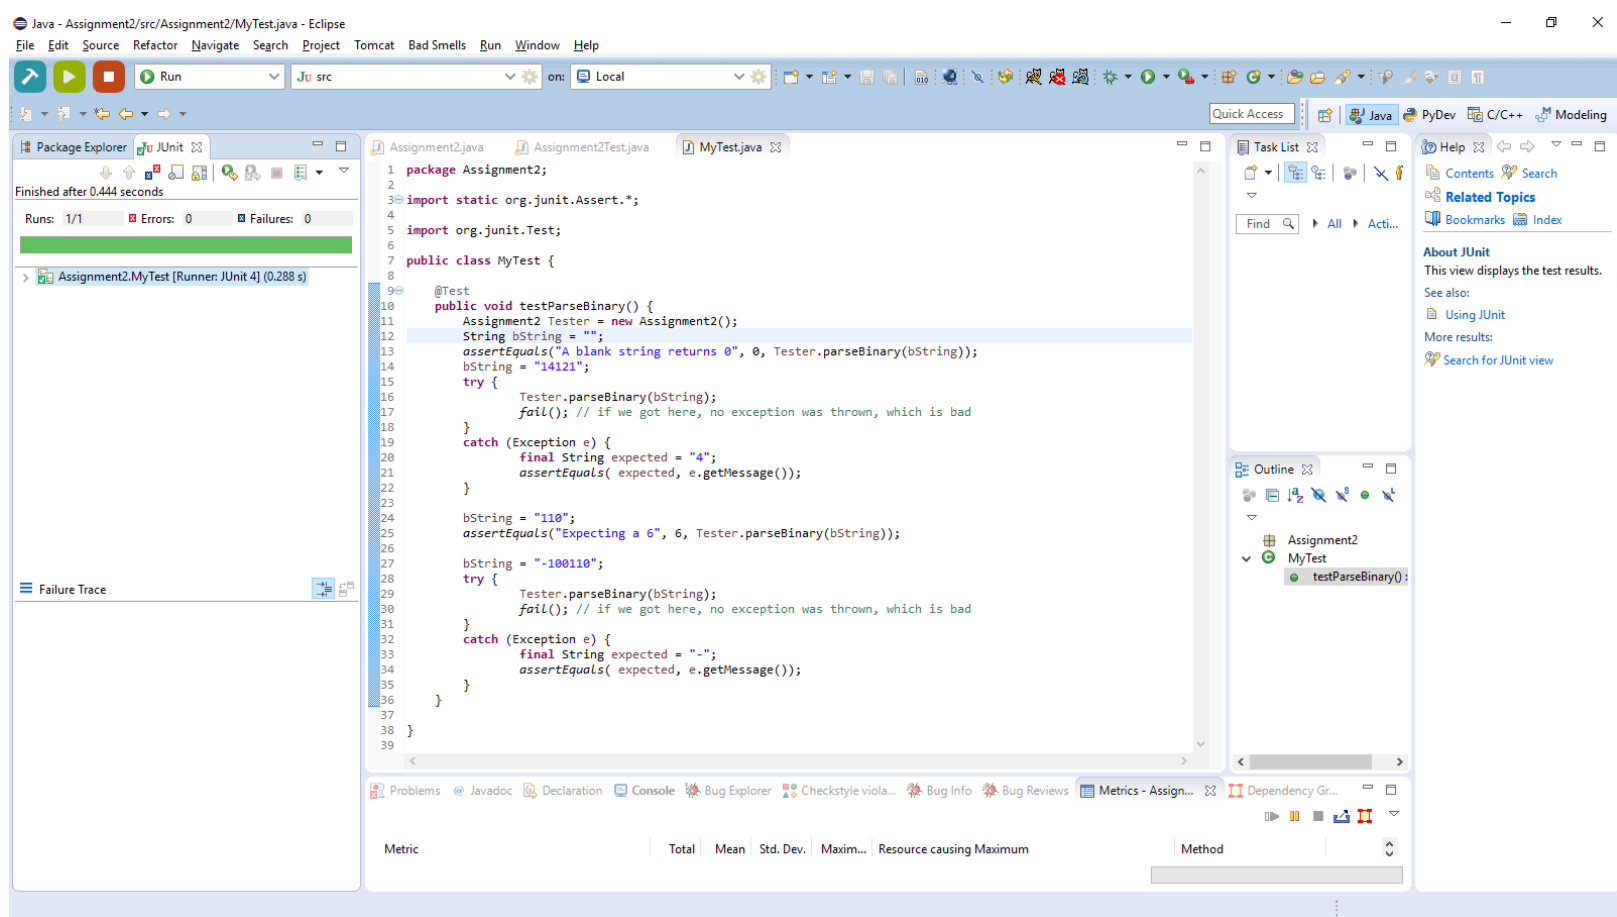 Java - Assignment2/src/Assignment2/MyTest.java - Eclipse
File Edit Source Refactor Navigate Search Project Tomcat Bad Smells Run Window Help
Run Ju src on: Local
Quick Access Java PyDev C/C++ Modeling
Package Explorer JUnit
Finished after 0.444 seconds
Runs: 1/1 Errors: 0 Failures: 0
Assignment2.MyTest [Runner: JUnit 4] (0.288 s)
Failure Trace
Assignment2.java Assignment2Test.java MyTest.java
1 package Assignment2;
2
3 import static org.junit.Assert.*;
4
5 import org.junit.Test;
6
7 public class MyTest {
8
9 @Test
10 public void testParseBinary() {
11 Assignment2 Tester = new Assignment2();
12 String bString = "";
13 assertEquals("A blank string returns 0", 0, Tester.parseBinary(bString));
14 bString = "14121";
15 try {
16 Tester.parseBinary(bString);
17 fail(); // if we got here, no exception was thrown, which is bad
18 }
19 catch (Exception e) {
20 final String expected = "4";
21 assertEquals( expected, e.getMessage());
22 }
23
24 bString = "110";
25 assertEquals("Expecting a 6", 6, Tester.parseBinary(bString));
26
27 bString = "-100110";
28 try {
29 Tester.parseBinary(bString);
30 fail(); // if we got here, no exception was thrown, which is bad
31 }
32 catch (Exception e) {
33 final String expected = "-";
34 assertEquals( expected, e.getMessage());
35 }
36 }
37
38 }
39
Task List
Find All Acti...
Outline
Assignment2
MyTest
testParseBinary() :
Help
Contents Search
Related Topics
Bookmarks Index
About JUnit
This view displays the test results.
See also:
Using JUnit
More results:
Search for JUnit view
Problems @ Javadoc Declaration Console Bug Explorer Checkstyle viola... Bug Info Bug Reviews Metrics - Assign... Dependency Gr...
Metric Total Mean Std. Dev. Maxim... Resource causing Maximum Method